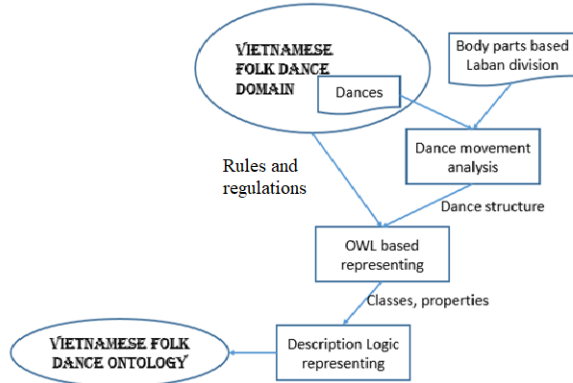 VIETNAMESE
FOLK DANCE
DOMAIN
Dances
Body parts based
Laban division
Dance movement
analysis
Rules and
regulations
Dance structure
OWL based
representing
Classes, properties
VIETNAMESE FOLK
DANCE ONTOLOGY
Description Logic
representing